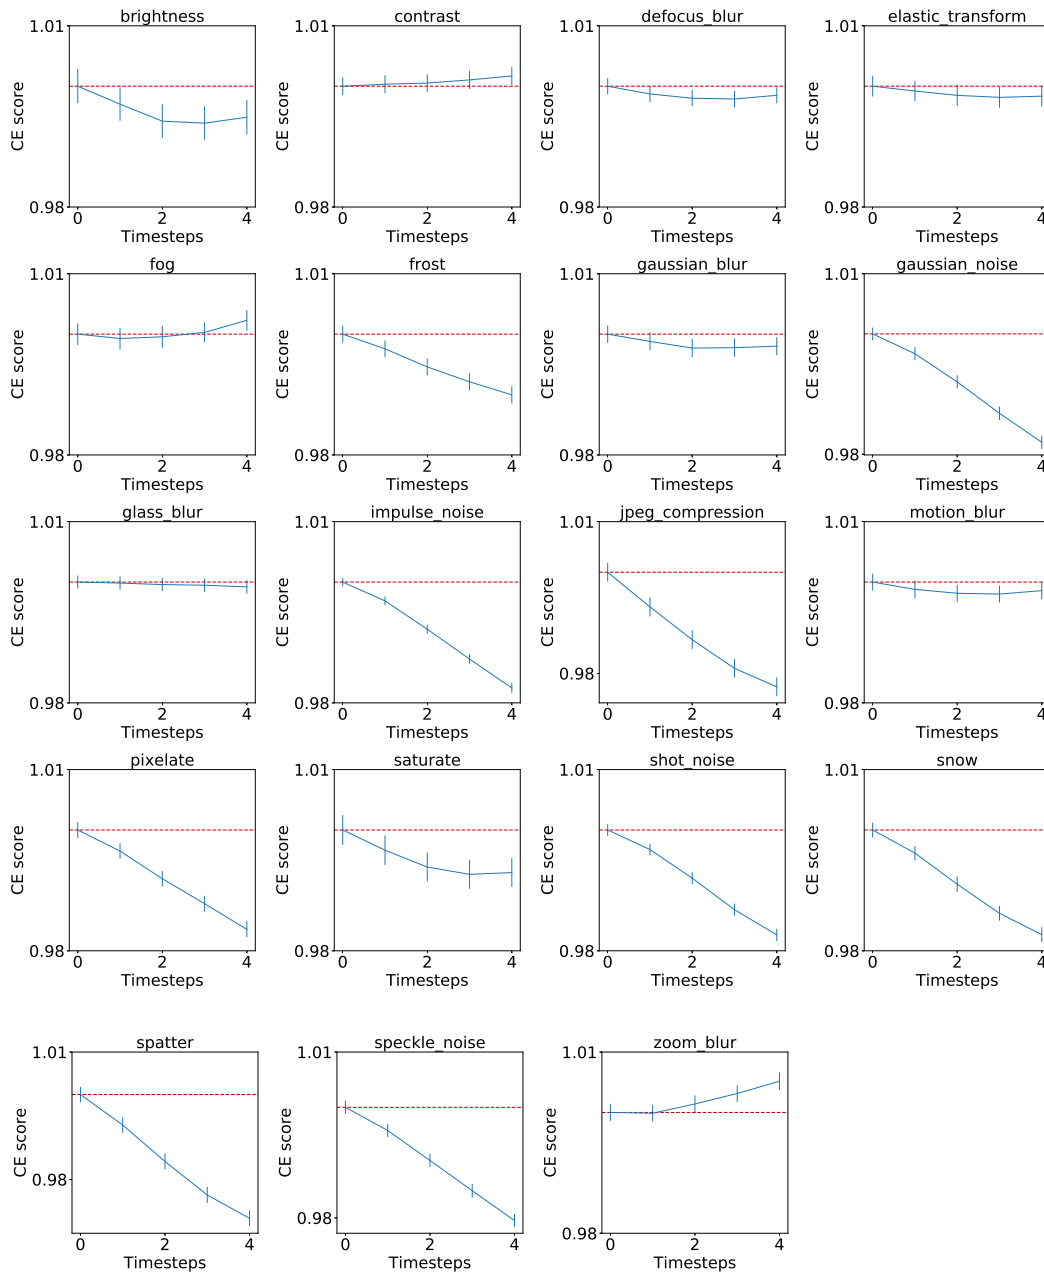 brightness
contrast
defocus_blur
elastic_transform
1.01
1.01
1.01
1.01
CE score
CE score
CE score
CE score
0.98
0.98
0.98
0.98
0 2 4
0 2 4
0 2 4
0 2 4
Timesteps
Timesteps
Timesteps
Timesteps
fog
frost
gaussian_blur
gaussian_noise
1.01
1.01
1.01
1.01
CE score
CE score
CE score
CE score
0.98
0.98
0.98
0.98
0 2 4
0 2 4
0 2 4
0 2 4
Timesteps
Timesteps
Timesteps
Timesteps
glass_blur
impulse_noise
jpeg_compression
motion_blur
1.01
1.01
1.01
1.01
CE score
CE score
CE score
CE score
0.98
0.98
0.98
0.98
0 2 4
0 2 4
0 2 4
0 2 4
Timesteps
Timesteps
Timesteps
Timesteps
pixelate
saturate
shot_noise
snow
1.01
1.01
1.01
1.01
CE score
CE score
CE score
CE score
0.98
0.98
0.98
0.98
0 2 4
0 2 4
0 2 4
0 2 4
Timesteps
Timesteps
Timesteps
Timesteps
spatter
speckle_noise
zoom_blur
1.01
1.01
1.01
CE score
CE score
CE score
0.98
0.98
0.98
0 2 4
0 2 4
0 2 4
Timesteps
Timesteps
Timesteps